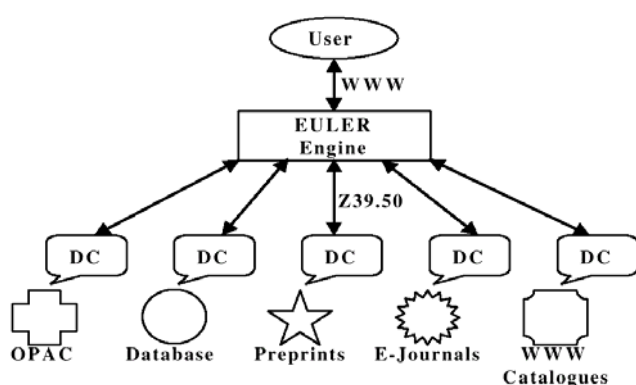 User
WWW
EULER
Engine
Z39.50
DC DC DC DC DC
OPAC Database Preprints E-Journals WWW
Catalogues